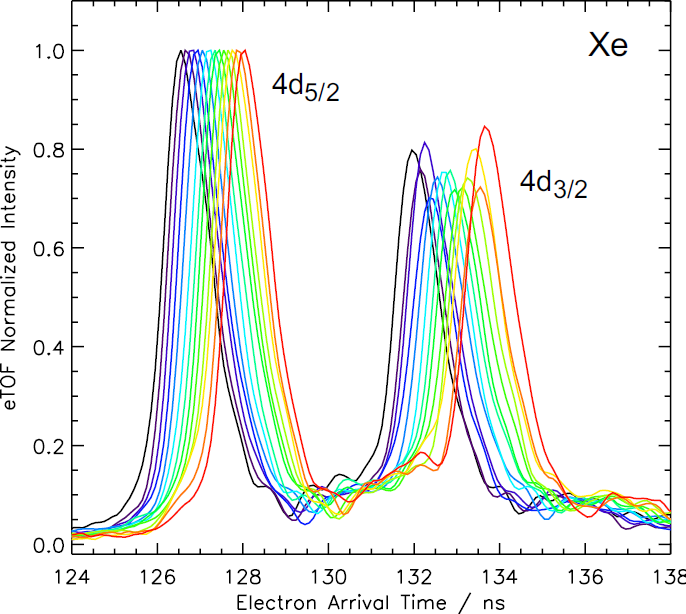 Xe
4d5/2
4d3/2
eTOF Normalized Intensity
1.0
0.8
0.6
0.4
0.2
0.0
124 126 128 130 132 134 136 138
Electron Arrival Time / ns